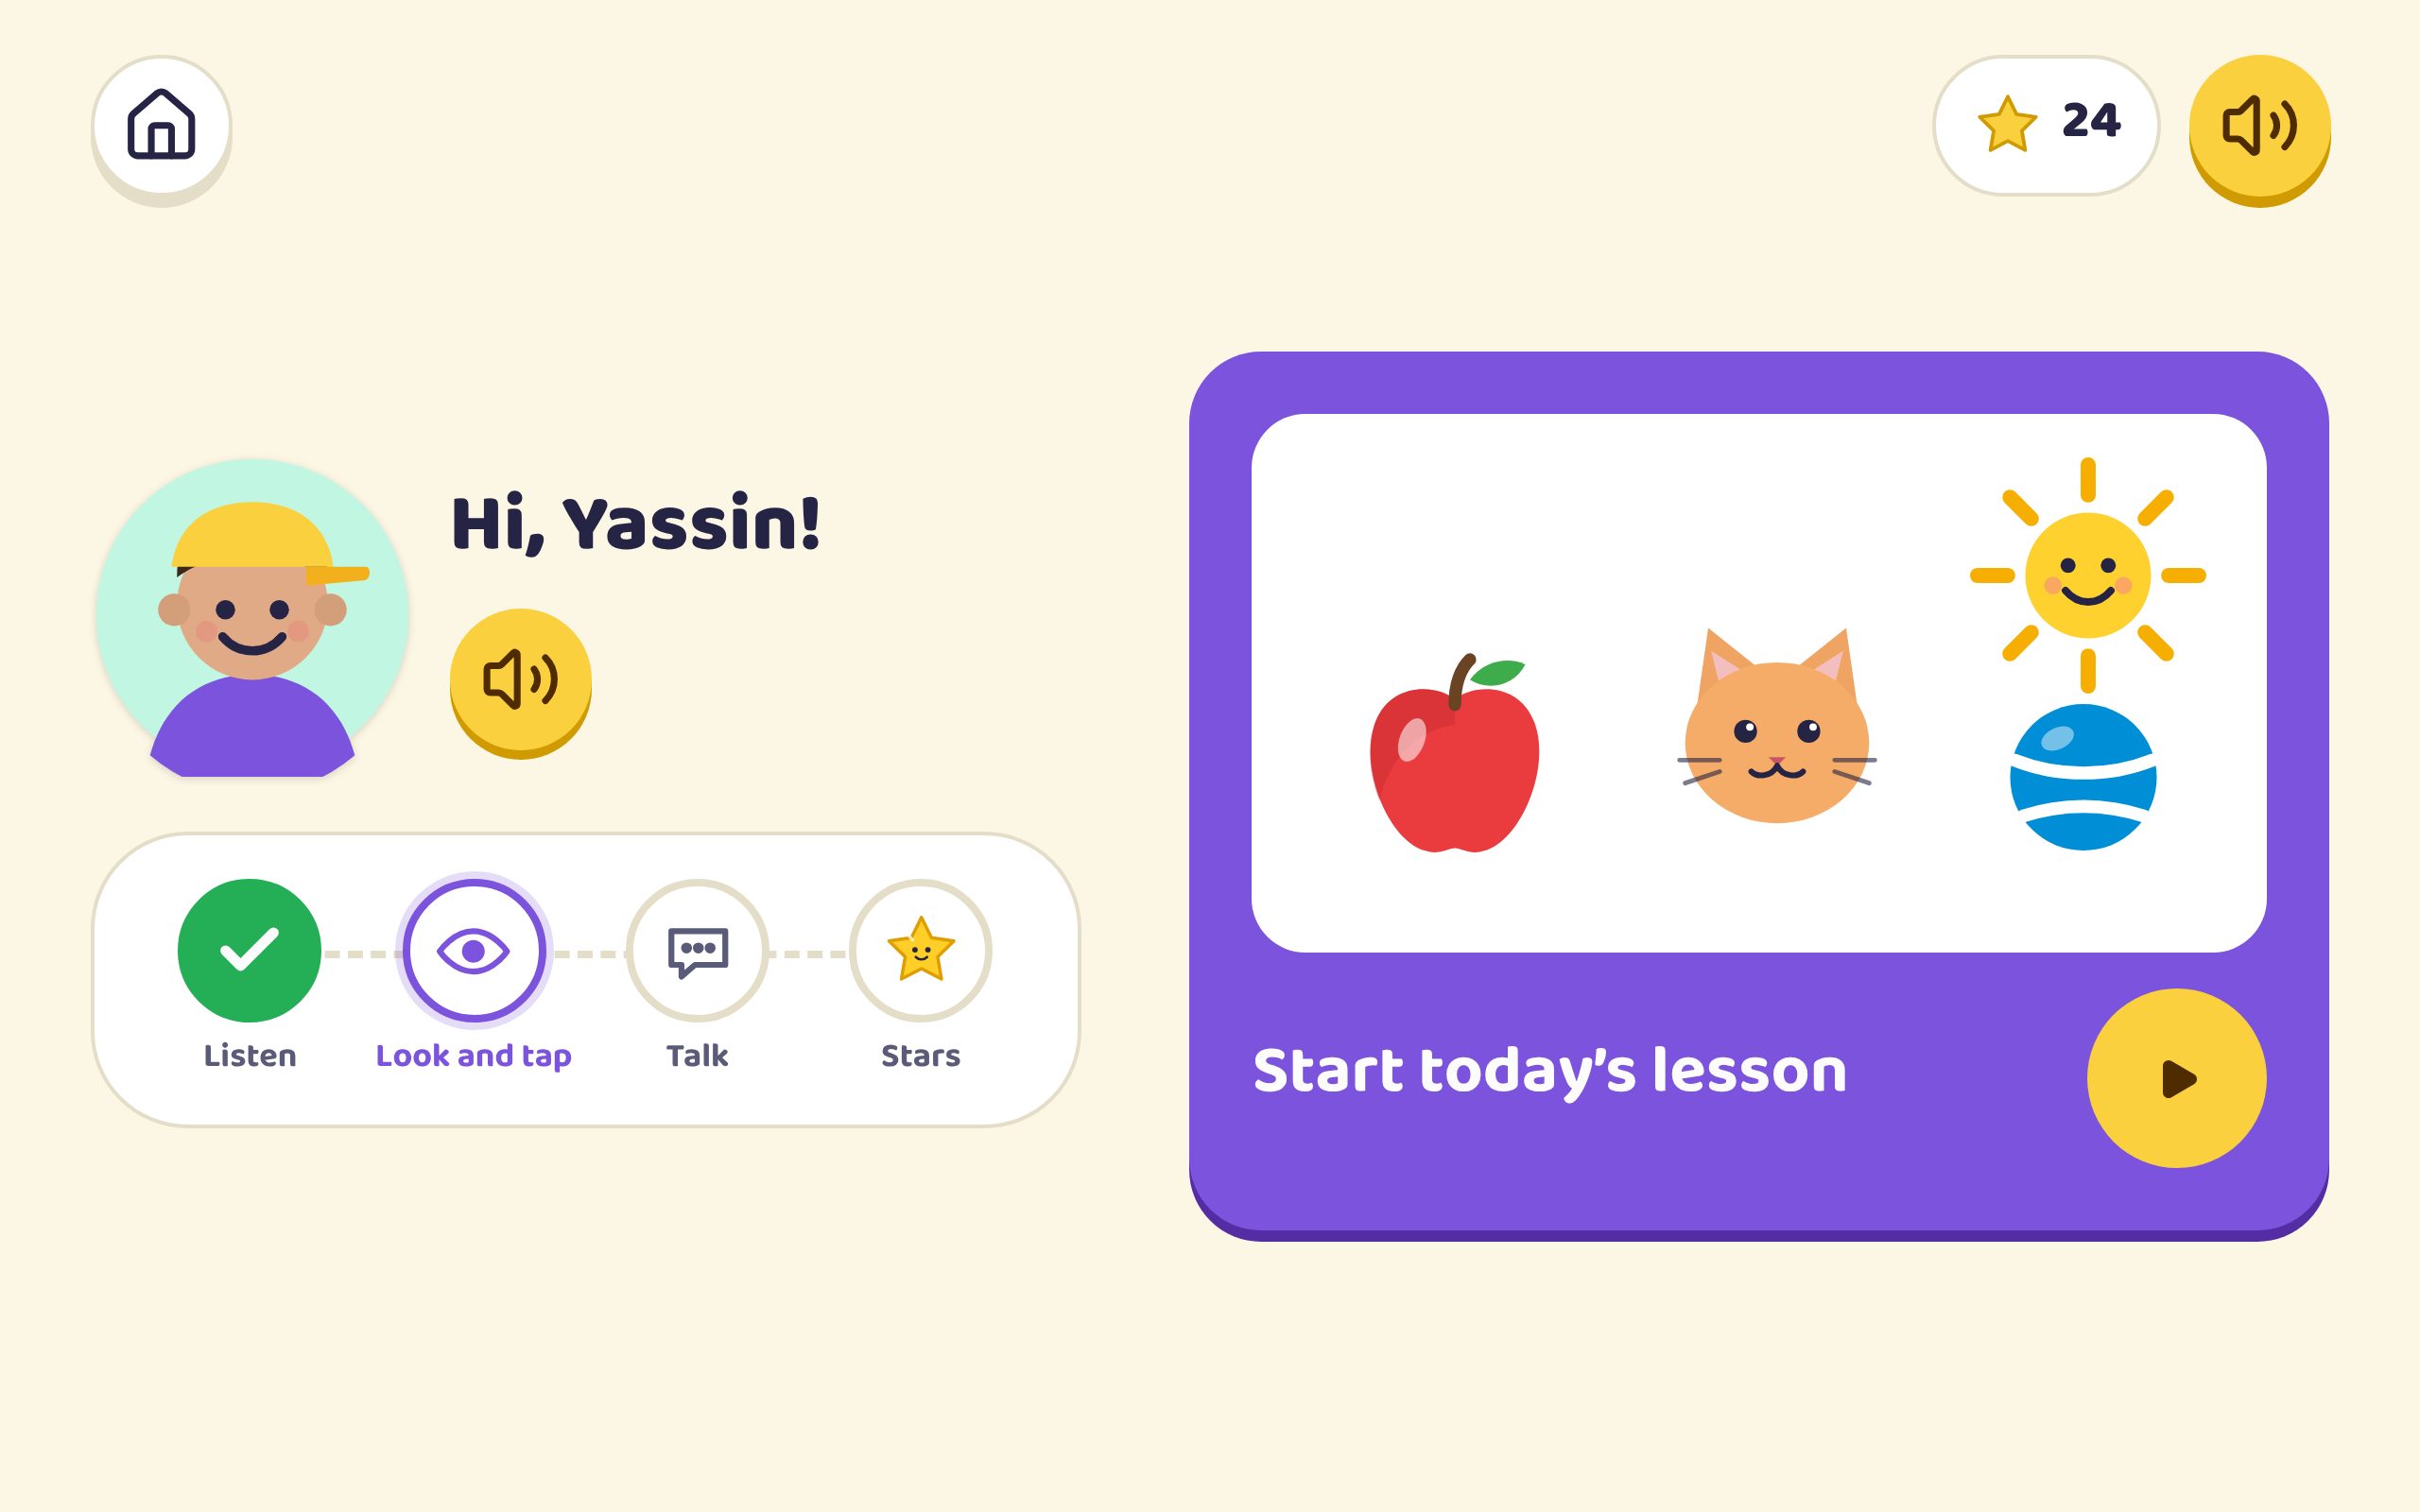 24
Hi, Yassin!
Listen
Look and tap
Talk
Stars
Start today's lesson